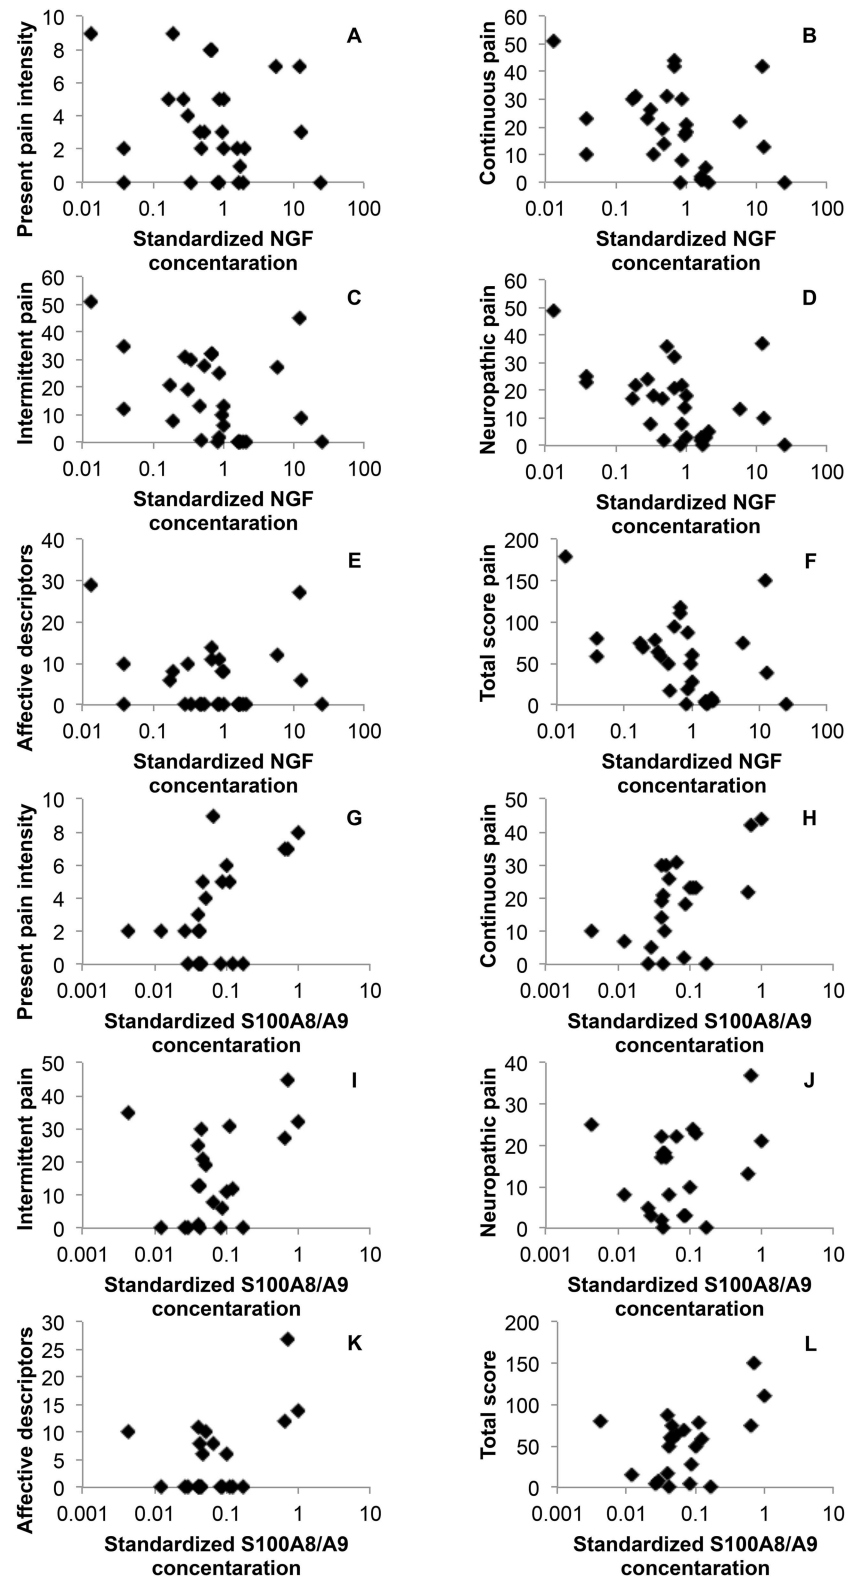 A
Present pain intensity
10
8
6
4
2
0
0.01 0.1 1 10 100
Standardized NGF
concentaration
B
Continuous pain
60
50
40
30
20
10
0
0.01 0.1 1 10 100
Standardized NGF
concentaration
C
Intermittent pain
60
50
40
30
20
10
0
0.01 0.1 1 10 100
Standardized NGF
concentaration
D
Neuropathic pain
60
50
40
30
20
10
0
0.01 0.1 1 10 100
Standardized NGF
concentaration
E
Affective descriptors
40
30
20
10
0
0.01 0.1 1 10 100
Standardized NGF
concentaration
F
Total score pain
200
150
100
50
0
0.01 0.1 1 10 100
Standardized NGF
concentaration
G
Present pain intensity
10
8
6
4
2
0
0.001 0.01 0.1 1 10
Standardized S100A8/A9
concentaration
H
Continuous pain
50
40
30
20
10
0
0.001 0.01 0.1 1 10
Standardized S100A8/A9
concentaration
I
Intermittent pain
50
40
30
20
10
0
0.001 0.01 0.1 1 10
Standardized S100A8/A9
concentaration
J
Neuropathic pain
40
30
20
10
0
0.001 0.01 0.1 1 10
Standardized S100A8/A9
concentaration
K
Affective descriptors
30
25
20
15
10
5
0
0.001 0.01 0.1 1 10
Standardized S100A8/A9
concentaration
L
Total score
200
150
100
50
0
0.001 0.01 0.1 1 10
Standardized S100A8/A9
concentaration